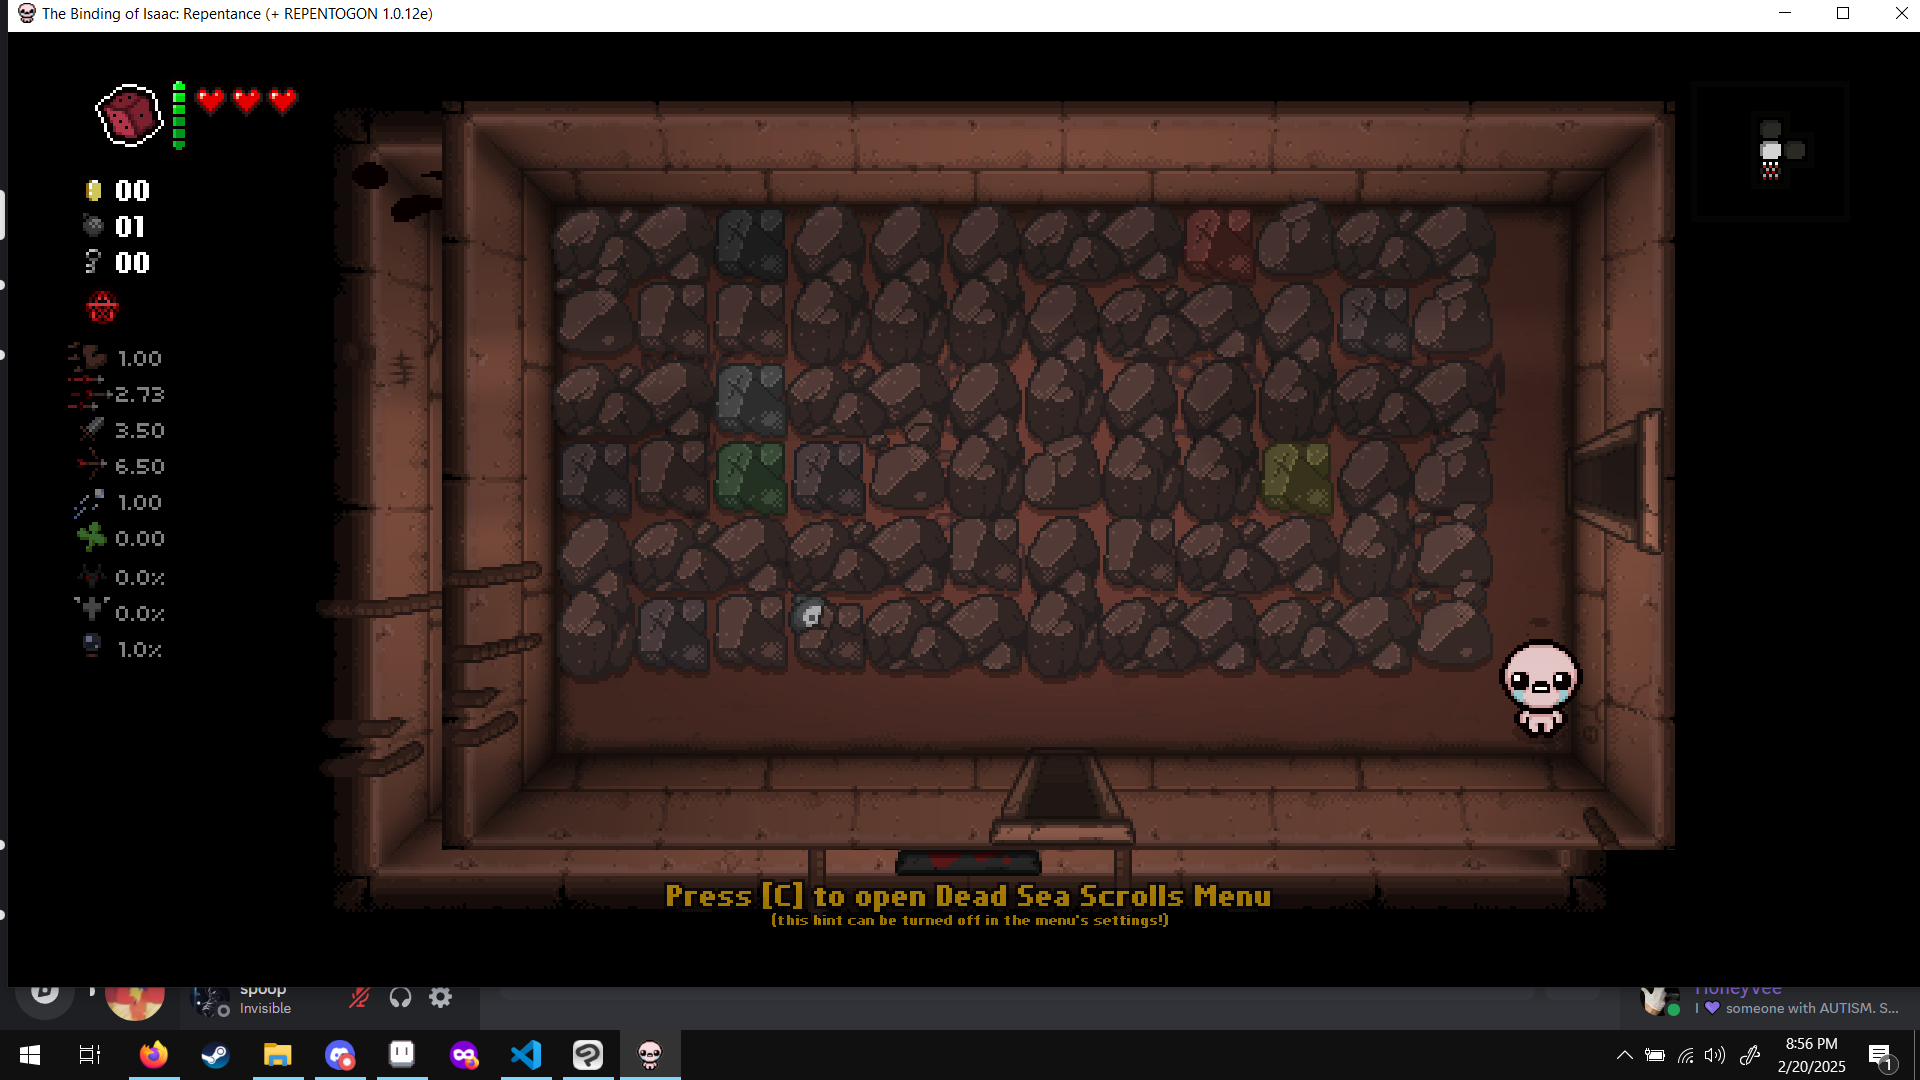 The Binding of Isaac: Repentance (+ REPENTOGON 1.0.12e)
00
01
00
1.00
2.73
3.50
6.50
1.00
0.00
0.0%
0.0%
1.0%
Press [C] to open Dead Sea Scrolls Menu
(this hint can be turned off in the menu's settings!)
spoop
Invisible
HoneyVee
I 💜 someone with AUTISM. S...
8:56 PM
2/20/2025
1